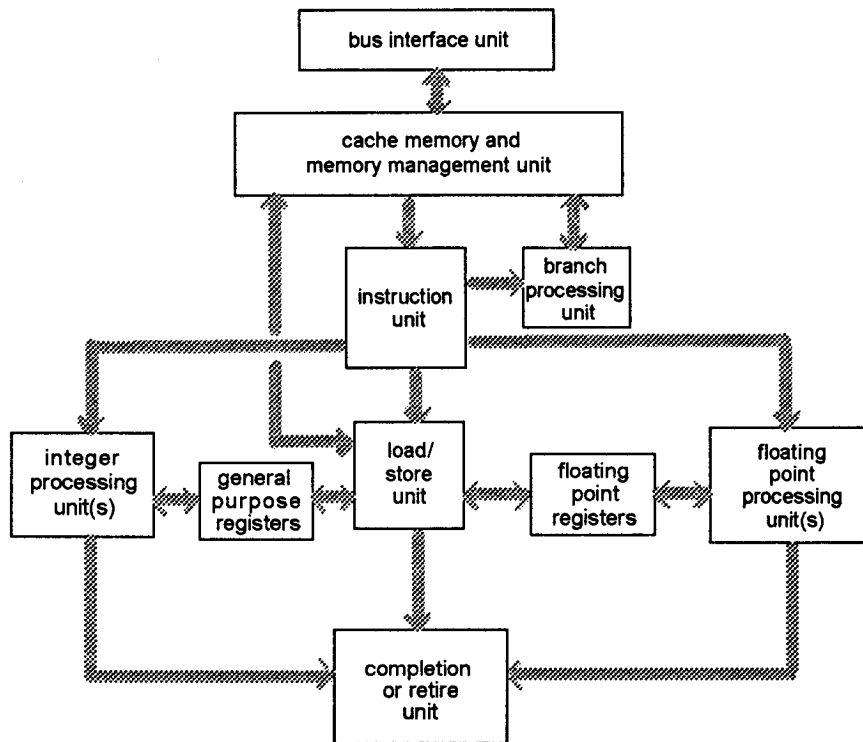 bus interface unit
cache memory and
memory management unit
instruction
unit
branch
processing
unit
integer
processing
unit(s)
general
purpose
registers
load/
store
unit
floating
point
registers
floating
point
processing
unit(s)
completion
or retire
unit